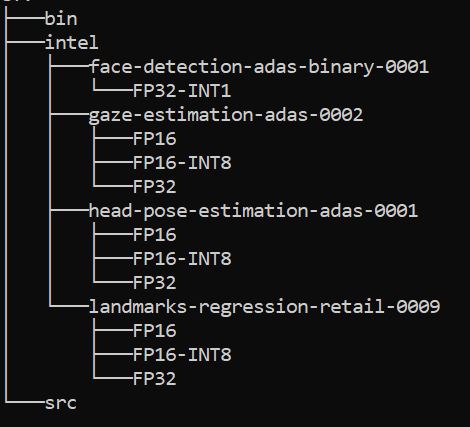 bin
intel
face-detection-adas-binary-0001
FP32-INT1
gaze-estimation-adas-0002
FP16
FP16-INT8
FP32
head-pose-estimation-adas-0001
FP16
FP16-INT8
FP32
landmarks-regression-retail-0009
FP16
FP16-INT8
FP32
src